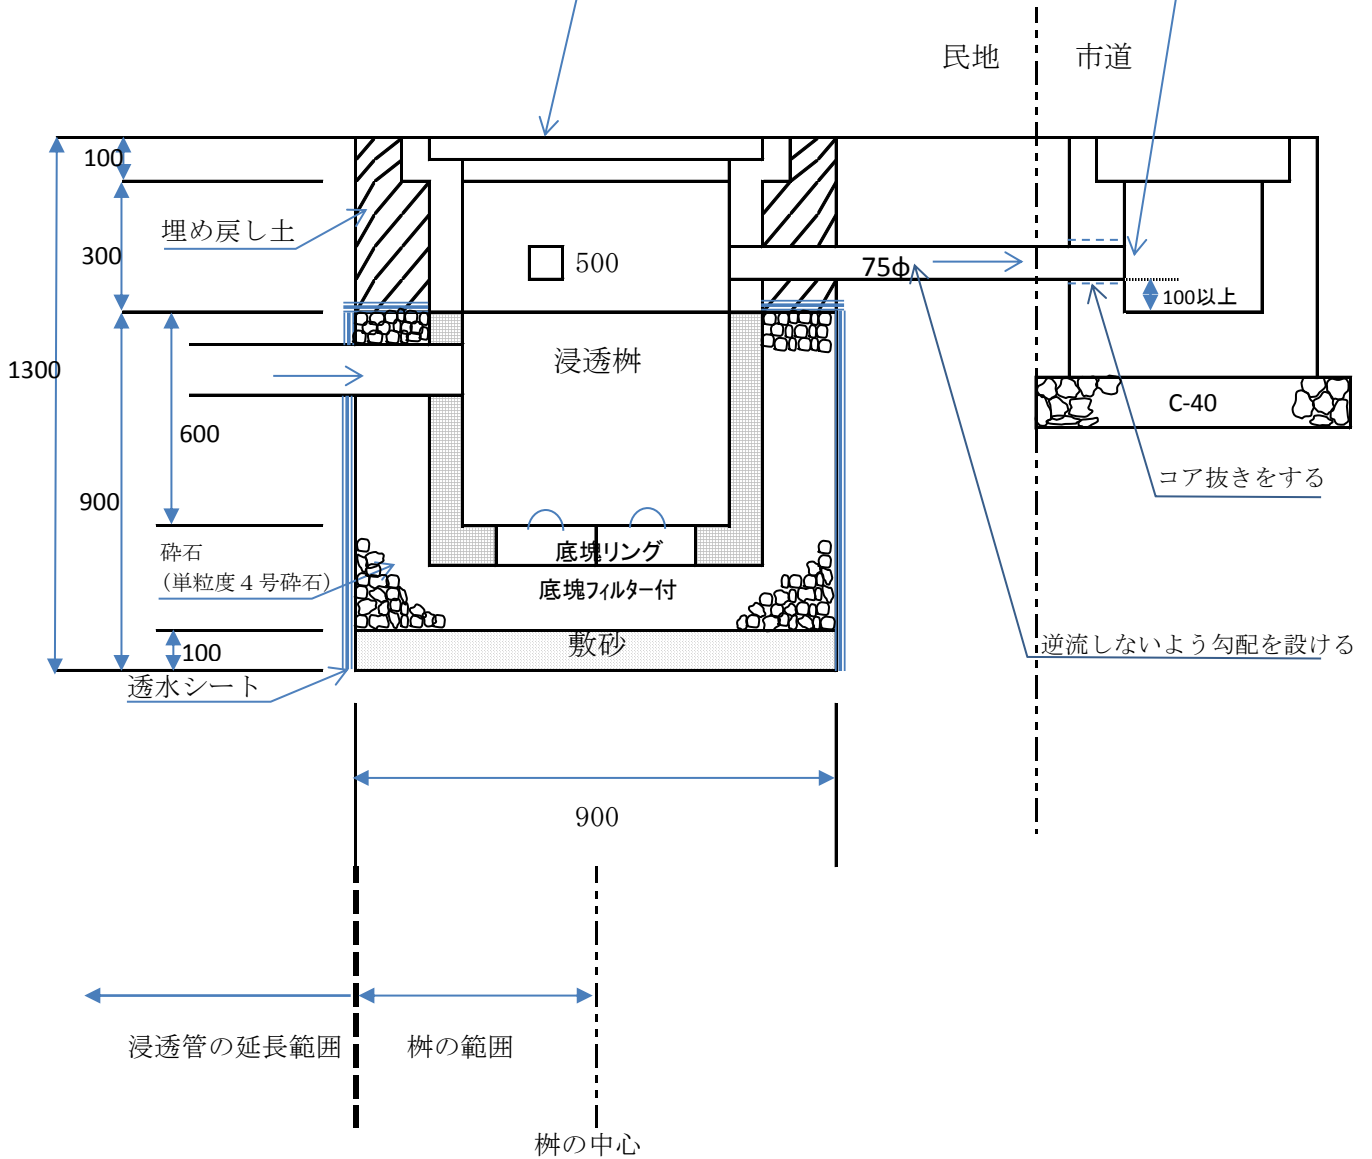 民地
市道
100
埋め戻し土
300
500
75φ
100以上
浸透桝
1300
C-40
600
コア抜きをする
900
砕石
底塊リング
(単粒度４号砕石)
底塊フィルター付
敷砂
100
逆流しないよう勾配を設ける
透水シート
900
浸透管の延長範囲
桝の範囲
桝の中心